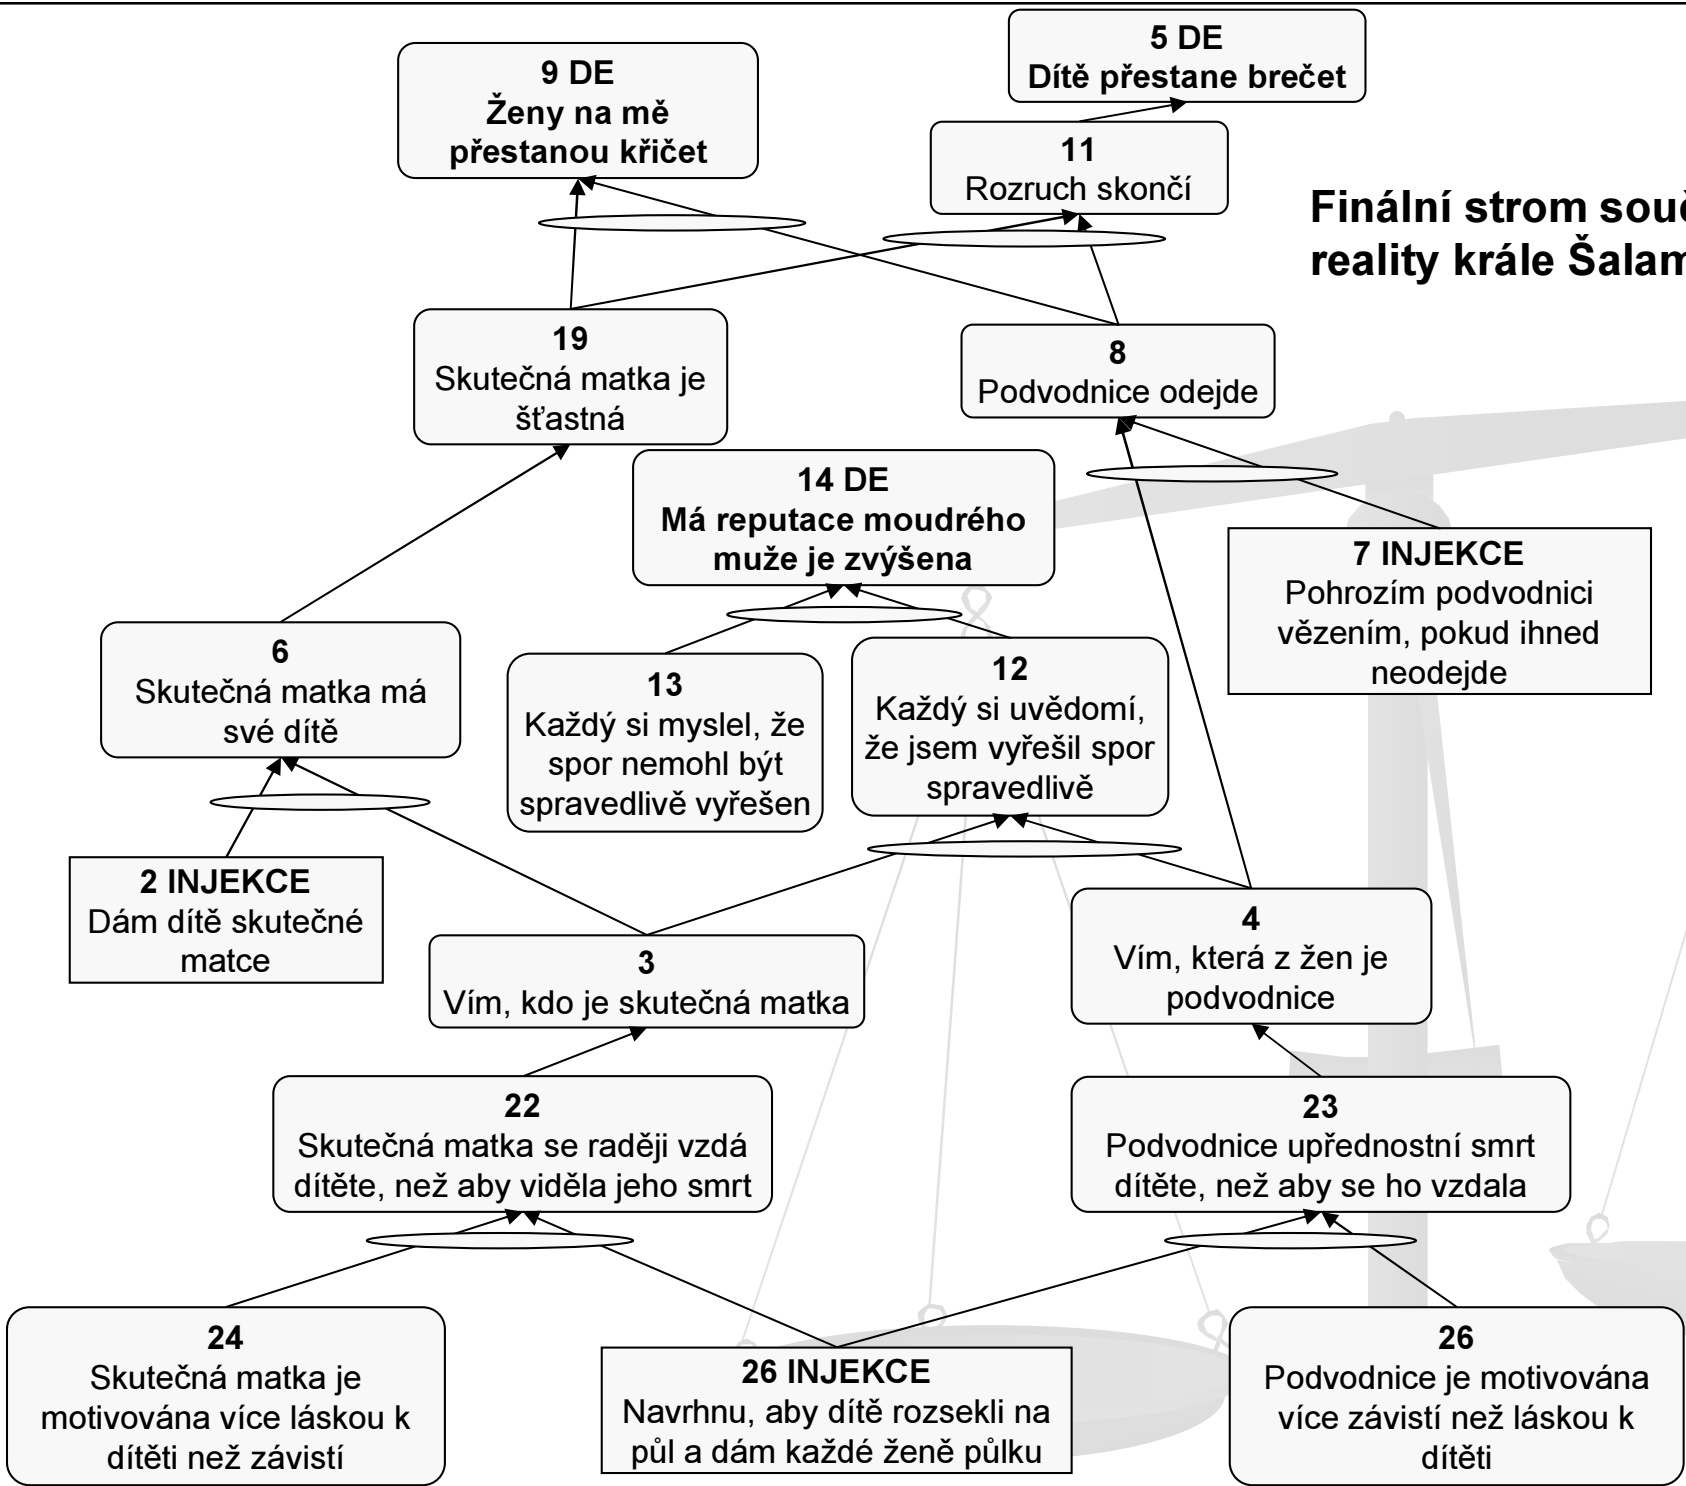 5 DE
Dítě přestane brečet
9 DE
Ženy na mě
přestanou křičet
11
Rozruch skončí
Finální strom souč
reality krále Šalam
19
Skutečná matka je
šťastná
8
Podvodnice odejde
14 DE
Má reputace moudrého
muže je zvýšena
7 INJEKCE
Pohrozím podvodnici
vězením, pokud ihned
neodejde
6
Skutečná matka má
své dítě
13
Každý si myslel, že
spor nemohl být
spravedlivě vyřešen
12
Každý si uvědomí,
že jsem vyřešil spor
spravedlivě
2 INJEKCE
Dám dítě skutečné
matce
3
Vím, kdo je skutečná matka
4
Vím, která z žen je
podvodnice
22
Skutečná matka se raději vzdá
dítěte, než aby viděla jeho smrt
23
Podvodnice upřednostní smrt
dítěte, než aby se ho vzdala
24
Skutečná matka je
motivována více láskou k
dítěti než závistí
26 INJEKCE
Navrhnu, aby dítě rozsekli na
půl a dám každé ženě půlku
26
Podvodnice je motivována
více závistí než láskou k
dítěti